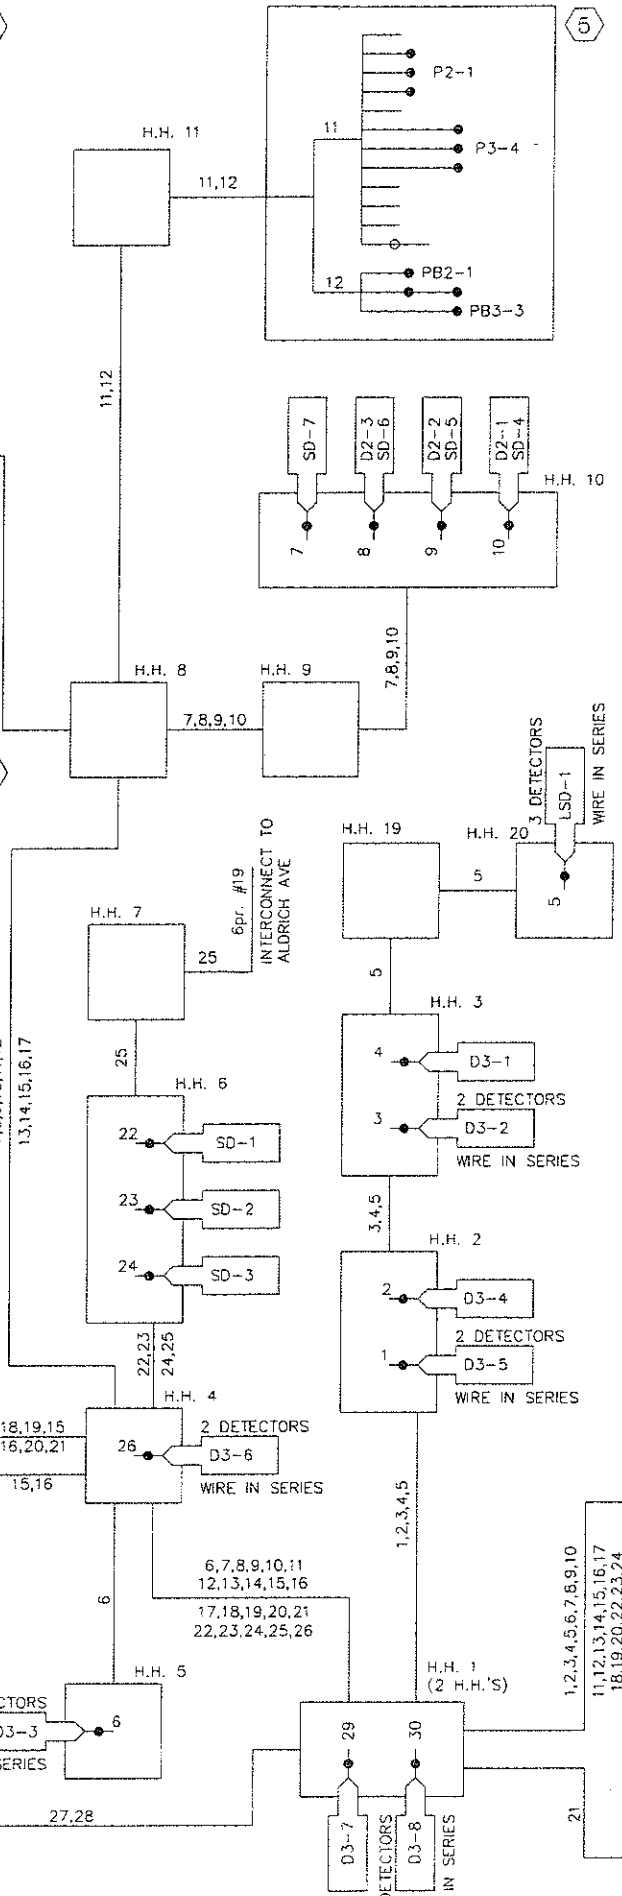 5
P2-1
11
P3-4
H.H. 11
11,12
PB2-1
12
PB3-3
11,12
SD-7
D2-3
SD-6
D2-2
SD-5
D2-1
SD-4
H.H. 10
7
8
9
10
7,8,9,10
H.H. 8
H.H. 9
7,8,9,10
3 DETECTORS
LSD-1
WIRE IN SERIES
H.H. 19
H.H. 20
5
5
6pr. #19
INTERCONNECT TO
ALDRICH AVE
H.H. 7
25
5
H.H. 3
13,14,15,16,17
25
4
D3-1
H.H. 6
2 DETECTORS
22
SD-1
3
D3-2
WIRE IN SERIES
23
SD-2
3,4,5
H.H. 2
24
SD-3
2
D3-4
2 DETECTORS
22,23
24,25
1
D3-5
WIRE IN SERIES
H.H. 4
18,19,15
16,20,21
2 DETECTORS
26
D3-6
15,16
WIRE IN SERIES
1,2,3,4,5
6
6,7,8,9,10,11
12,13,14,15,16
17,18,19,20,21
22,23,24,25,26
1,2,3,4,5,6,7,8,9,10
11,12,13,14,15,16,17
18,19,20,22,23,24
H.H. 5
H.H. 1
(2 H.H.'S)
CTORS
D3-3
6
SERIES
29
30
27,28
21
D3-7
DETECTORS
D3-8
IN SERIES